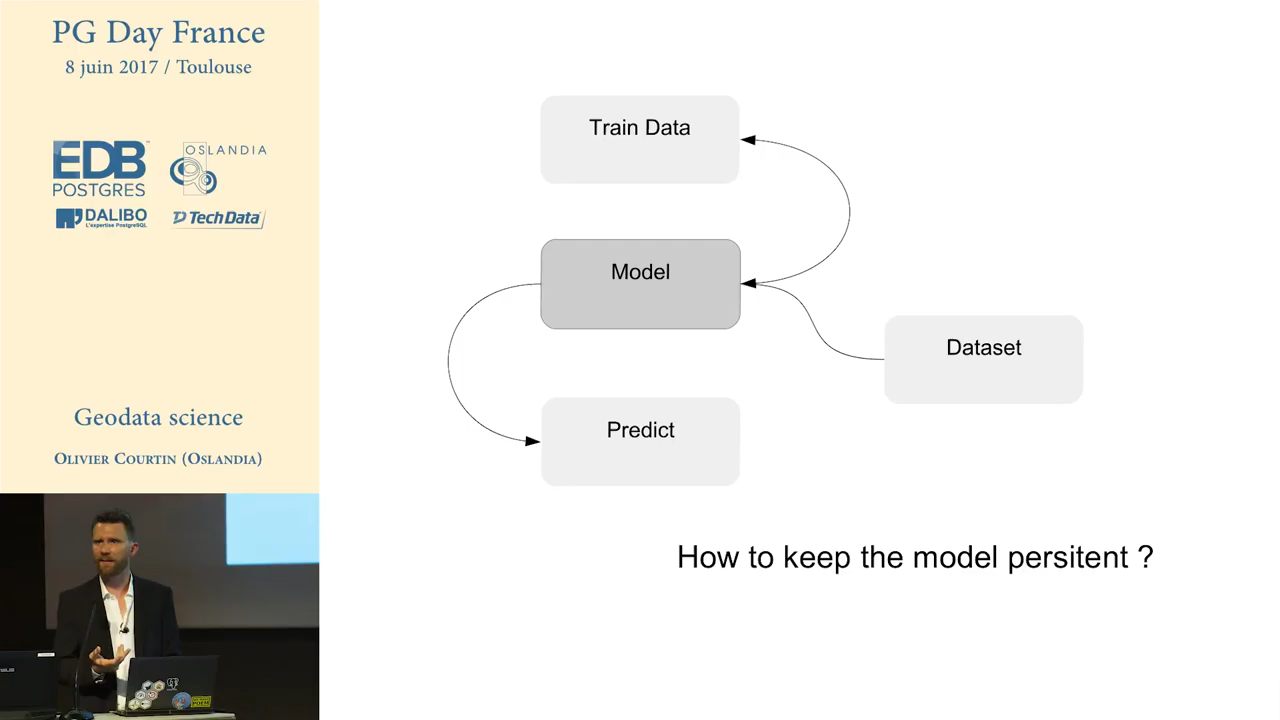 PG Day France
8 juin 2017 / Toulouse
EDB
POSTGRES
OSLANDIA
DALIBO
L'expertise PostgreSQL
TechData
Geodata science
Olivier Courtin (Oslandia)
Train Data
Model
Dataset
Predict
How to keep the model persitent ?